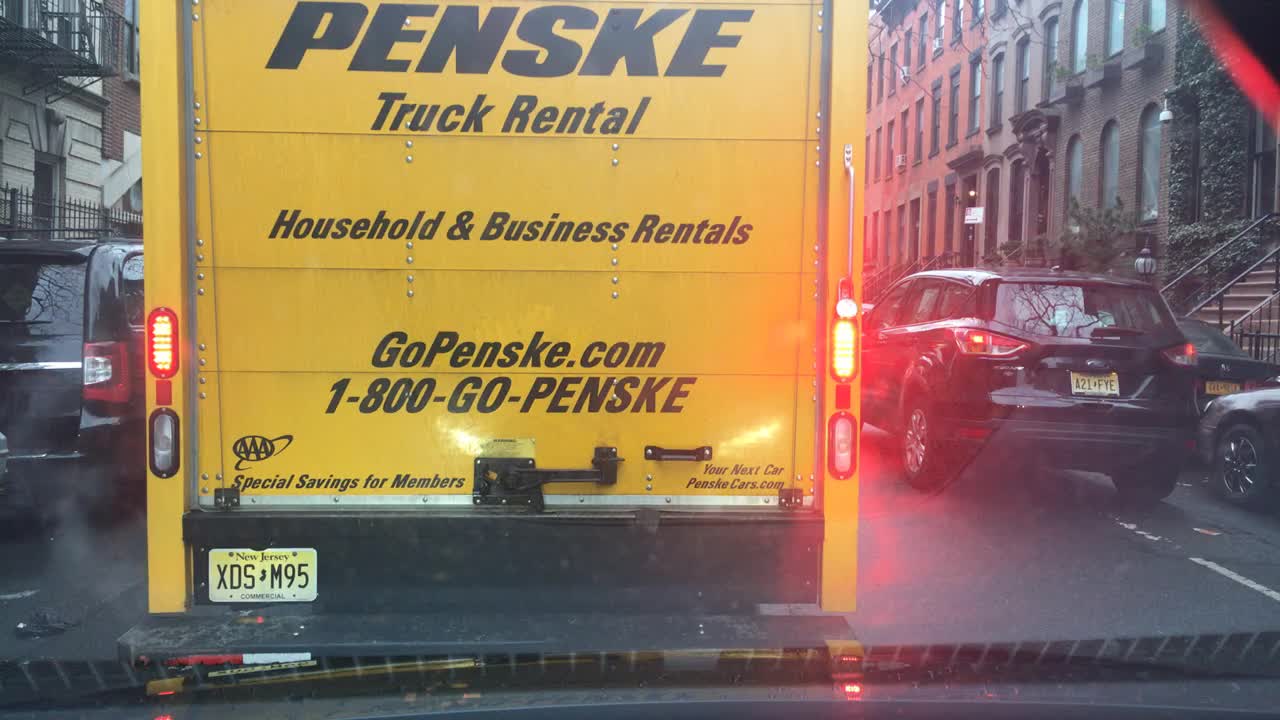 PENSKE
Truck Rental
Household & Business Rentals
GoPenske.com
1-800-GO-PENSKE
AAA
Special Savings for Members
Your Next Car
PenskeCars.com
New Jersey
XDS M95
COMMERCIAL
A21 FYE